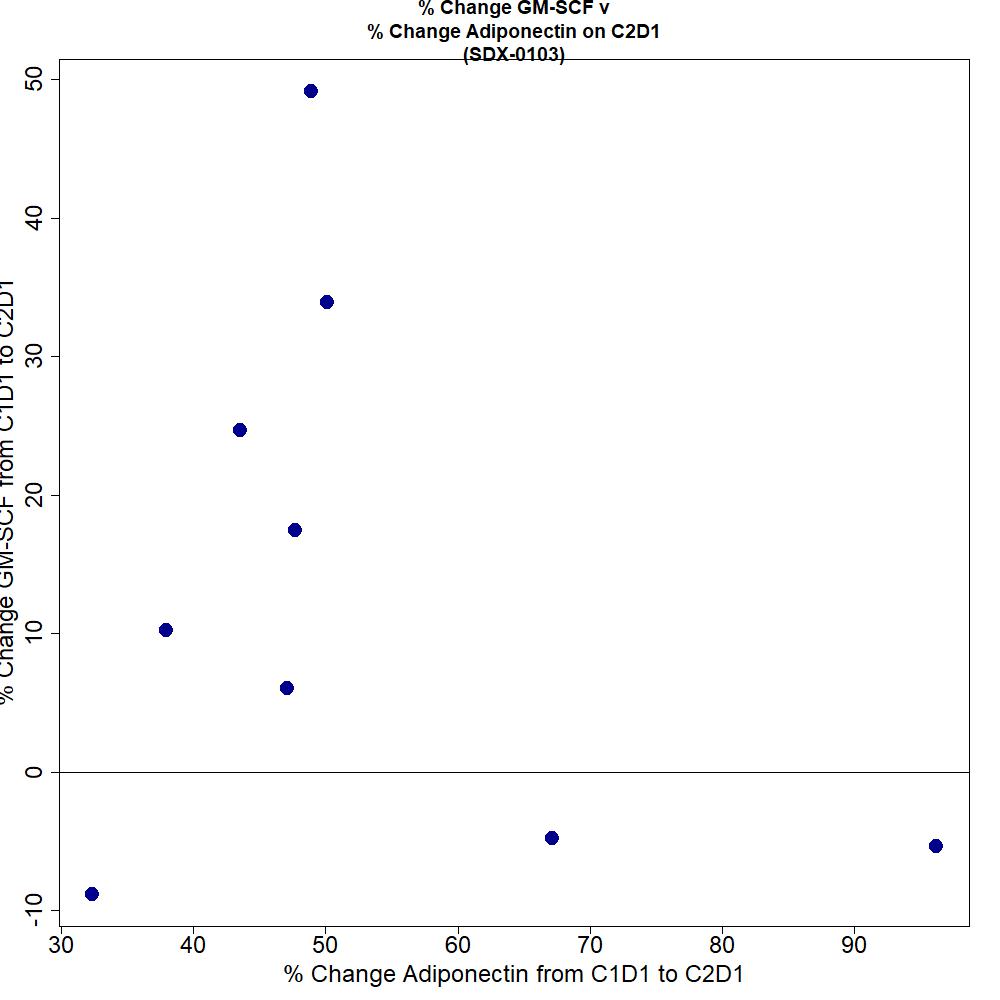 % Change GM-SCF v
% Change Adiponectin on C2D1
(SDX-0103)
% Change GM-SCF from C1D1 to C2D1
50
40
30
20
10
0
-10
30 40 50 60 70 80 90
% Change Adiponectin from C1D1 to C2D1